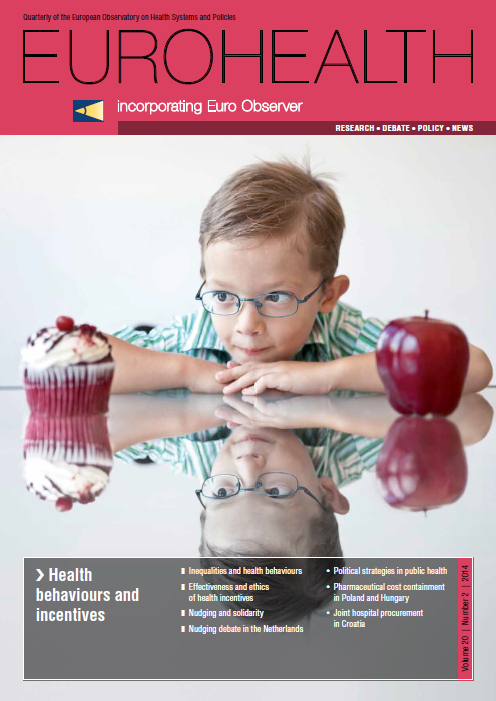 Quarterly of the European Observatory on Health Systems and Policies
EUROHEALTH
incorporating Euro Observer
RESEARCH • DEBATE • POLICY • NEWS
❯ Health
behaviours and
incentives
Inequalities and health behaviours
Effectiveness and ethics
of health incentives
Nudging and solidarity
Nudging debate in the Netherlands
• Political strategies in public health
• Pharmaceutical cost containment
in Poland and Hungary
• Joint hospital procurement
in Croatia
Volume 20 | Number 2 | 2014